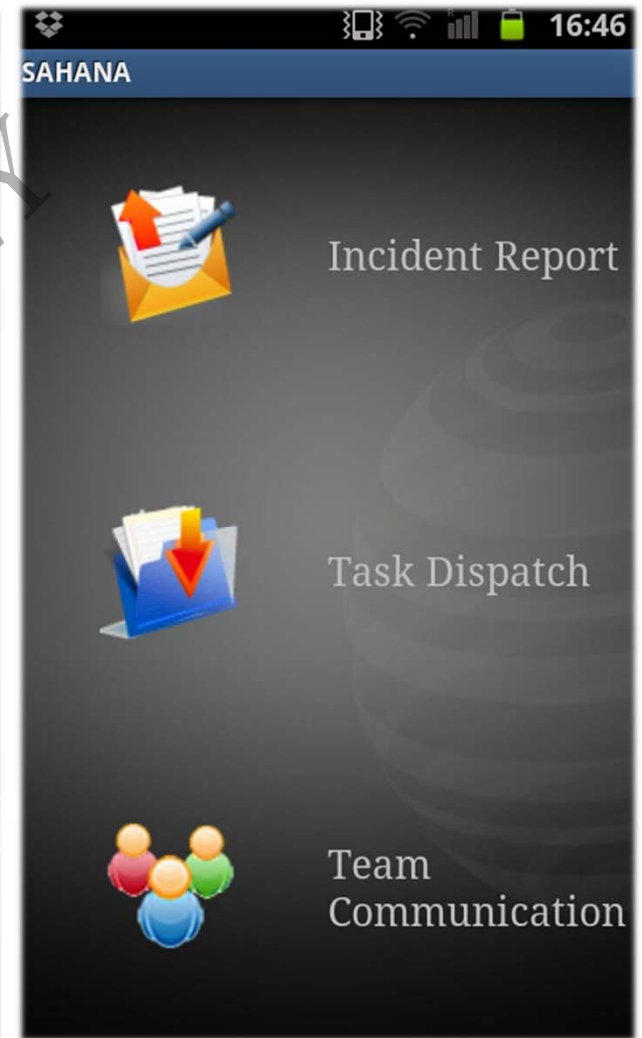 16:46
SAHANA
Incident Report
Task Dispatch
Team
Communication